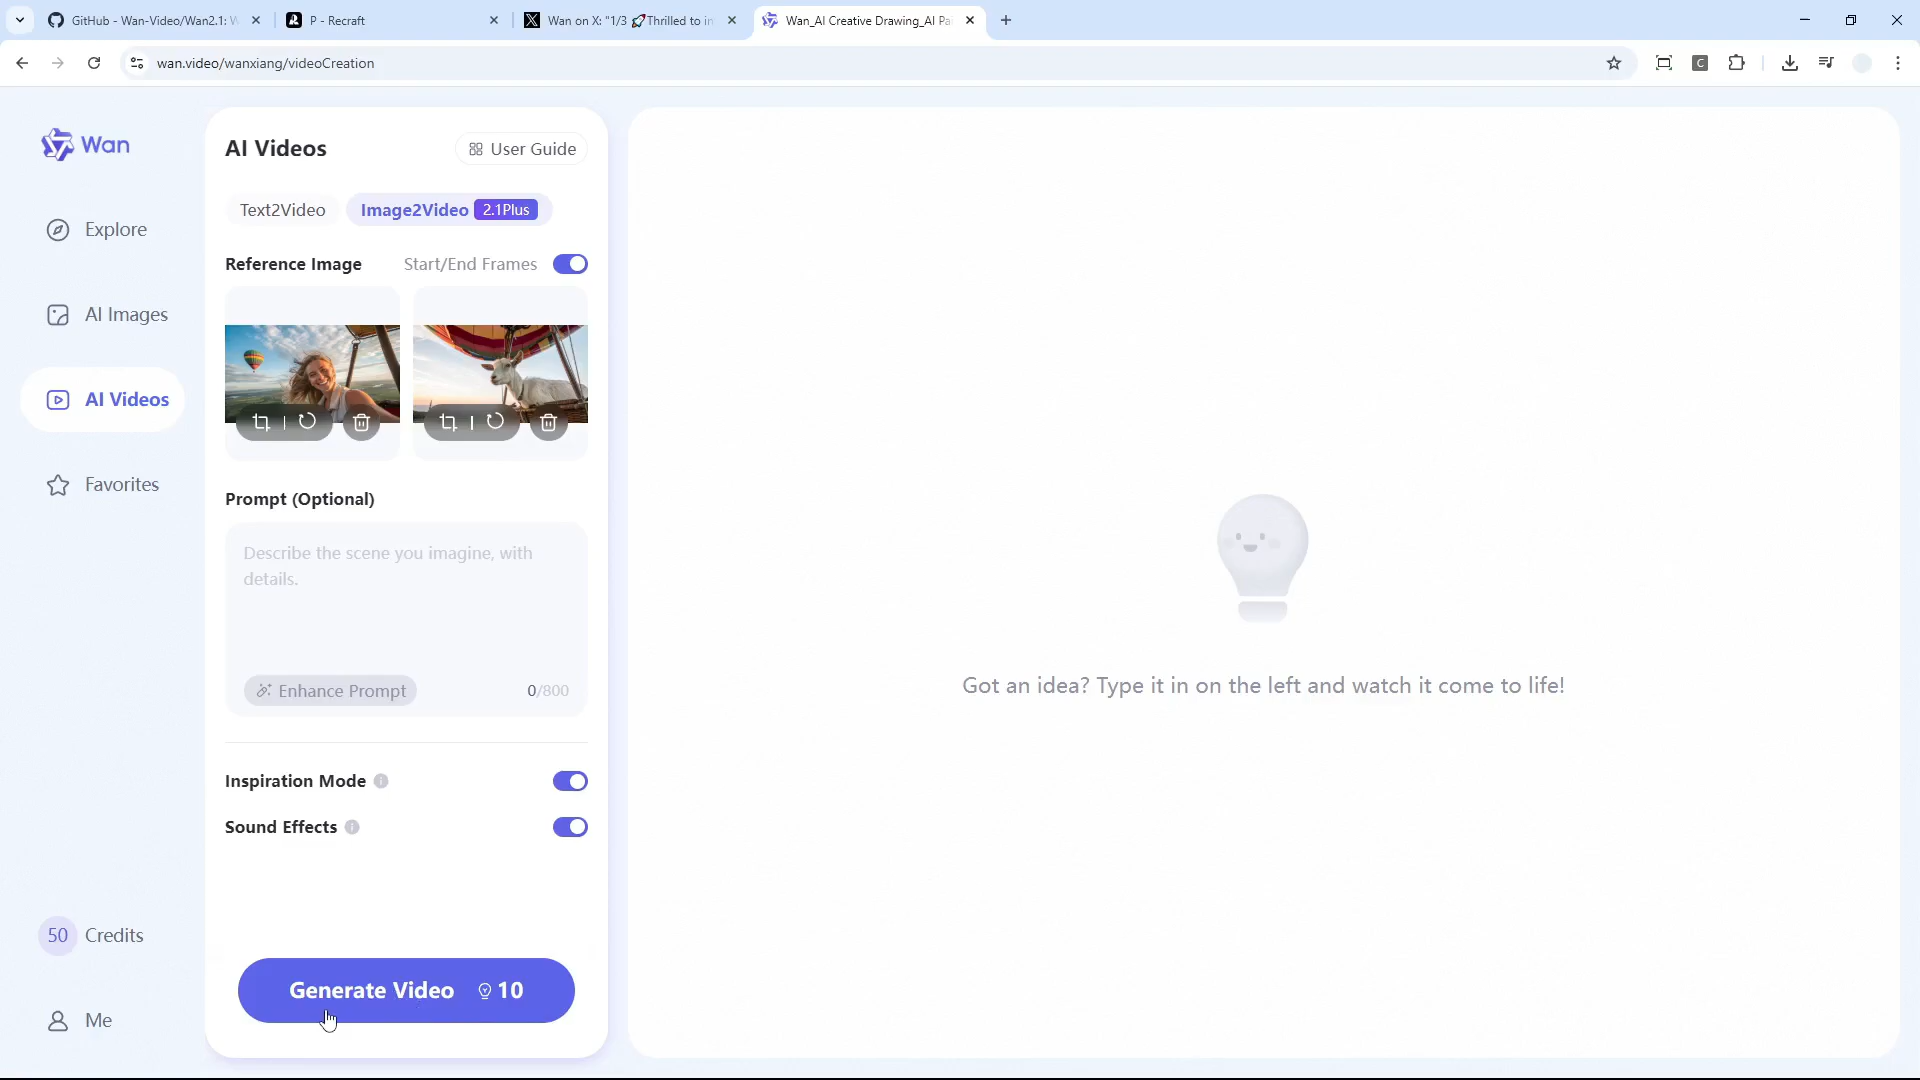 GitHub - Wan-Video/Wan2.1: W
P - Recraft
Wan on X: "1/3 🚀Thrilled to in
Wan_AI Creative Drawing_AI Pai
wan.video/wanxiang/videoCreation
C
Wan
Explore
AI Images
AI Videos
Favorites
50 Credits
Me
AI Videos
User Guide
Text2Video
Image2Video 2.1Plus
Reference Image
Start/End Frames
Prompt (Optional)
Describe the scene you imagine, with
details.
Enhance Prompt
0/800
Inspiration Mode
Sound Effects
Generate Video 10
Got an idea? Type it in on the left and watch it come to life!